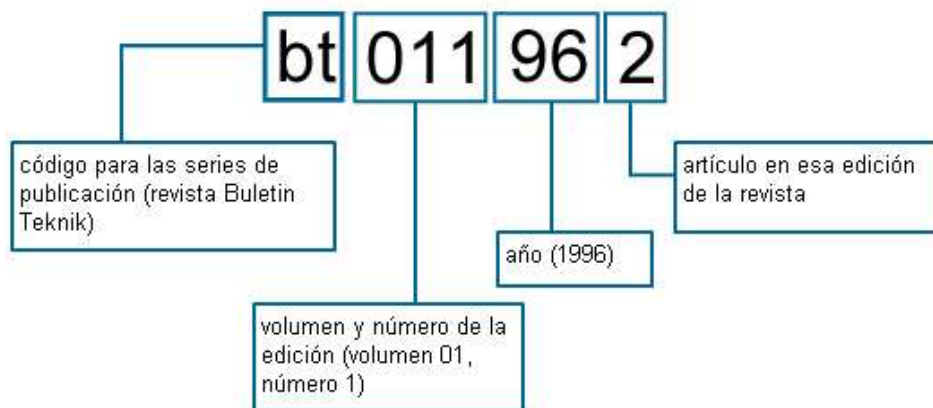 bt 011 96 2
código para las series de
publicación (revista Buletin
Teknik)
artículo en esa edición
de la revista
año (1996)
volumen y número de la
edición (volumen 01,
número 1)